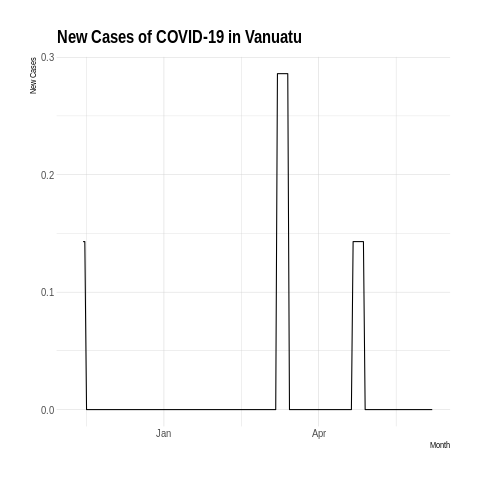 New Cases of COVID-19 in Vanuatu
New Cases
0.3
0.2
0.1
0.0
Jan
Apr
Month